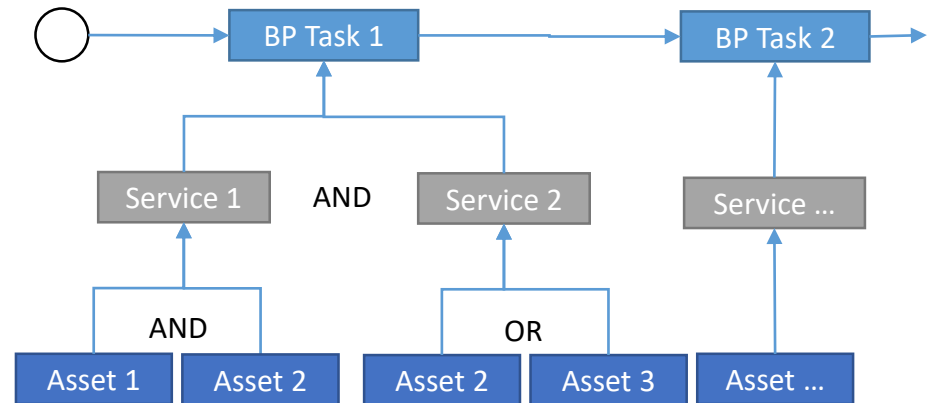 BP Task 1
BP Task 2
Service 1
AND
Service 2
Service ...
AND
OR
Asset 1
Asset 2
Asset 2
Asset 3
Asset ...